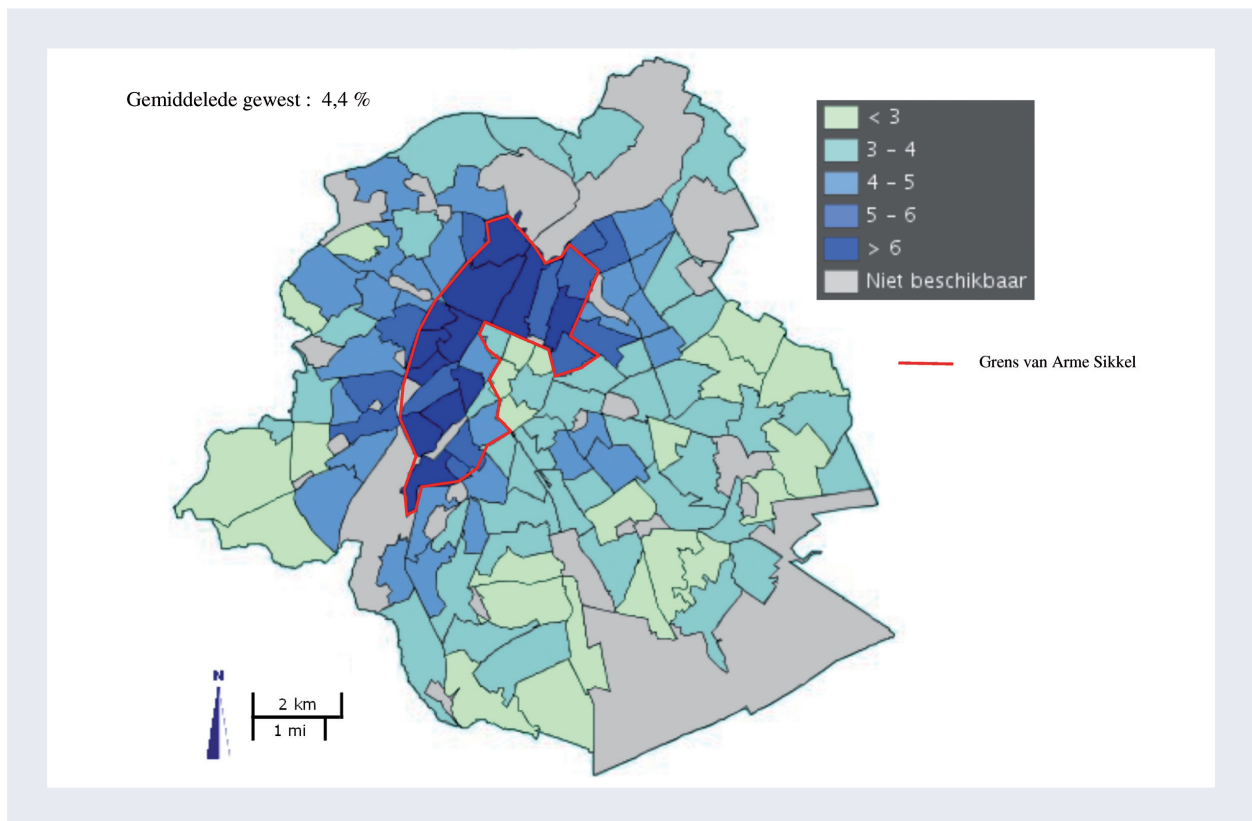 Gemiddelede gewest : 4,4 %
< 3
3 – 4
4 – 5
5 – 6
> 6
Niet beschikbaar
Grens van Arme Sikkel
N
2 km
1 mi